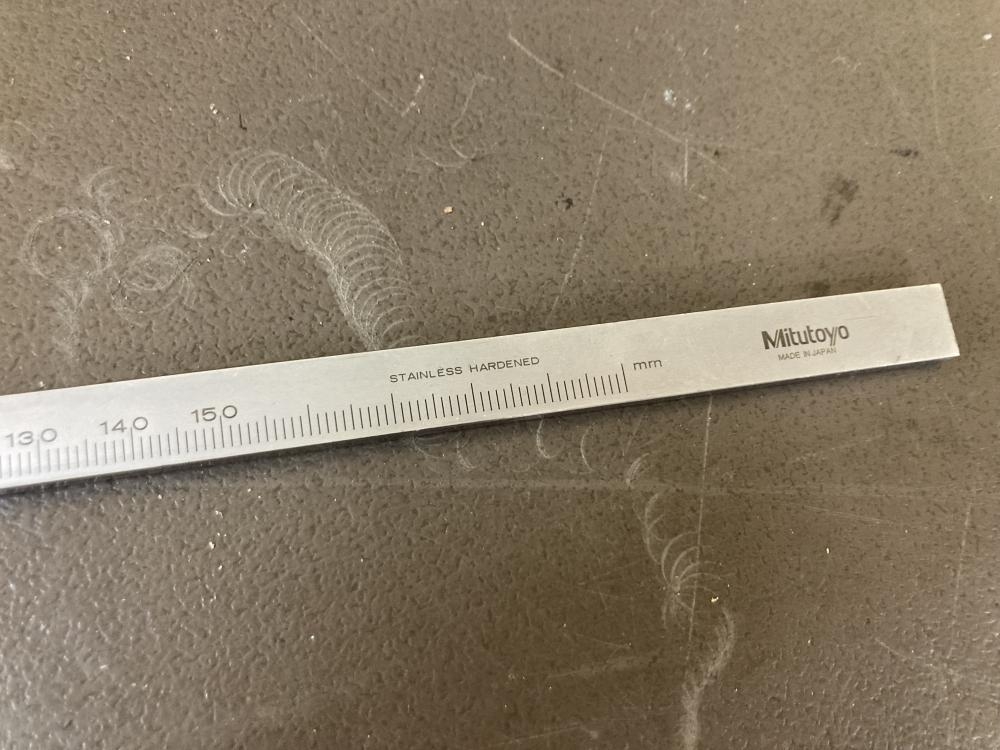 STAINLESS HARDENED
mm
Mitutoyo
MADE IN JAPAN
130 140 150